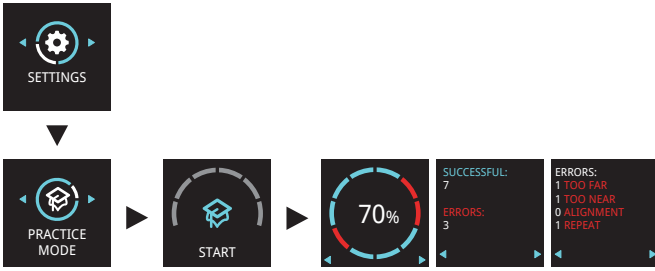 SETTINGS
PRACTICE
MODE
START
70%
SUCCESSFUL:
7
ERRORS:
3
ERRORS:
1 TOO FAR
1 TOO NEAR
0 ALIGNMENT
1 REPEAT